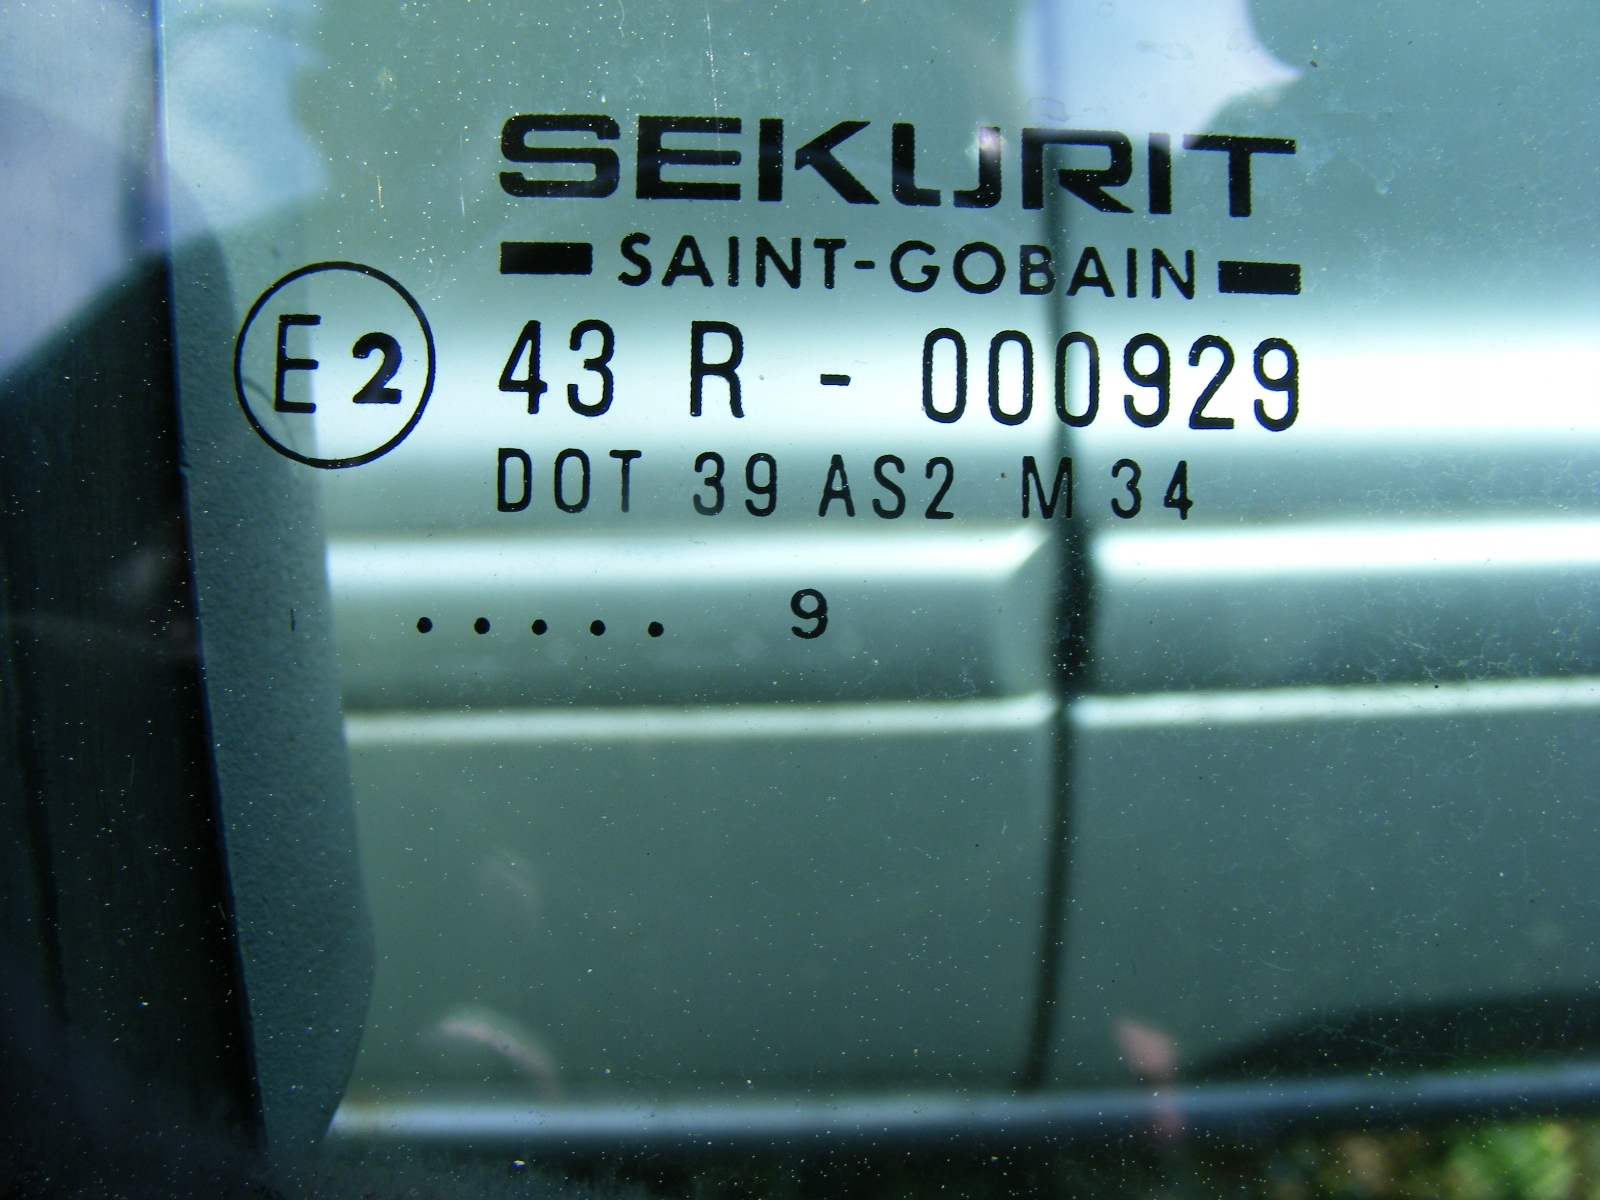 SEKURIT
SAINT-GOBAIN
E2 43 R - 000929
DOT 39 AS2 M 34
. . . . . 9